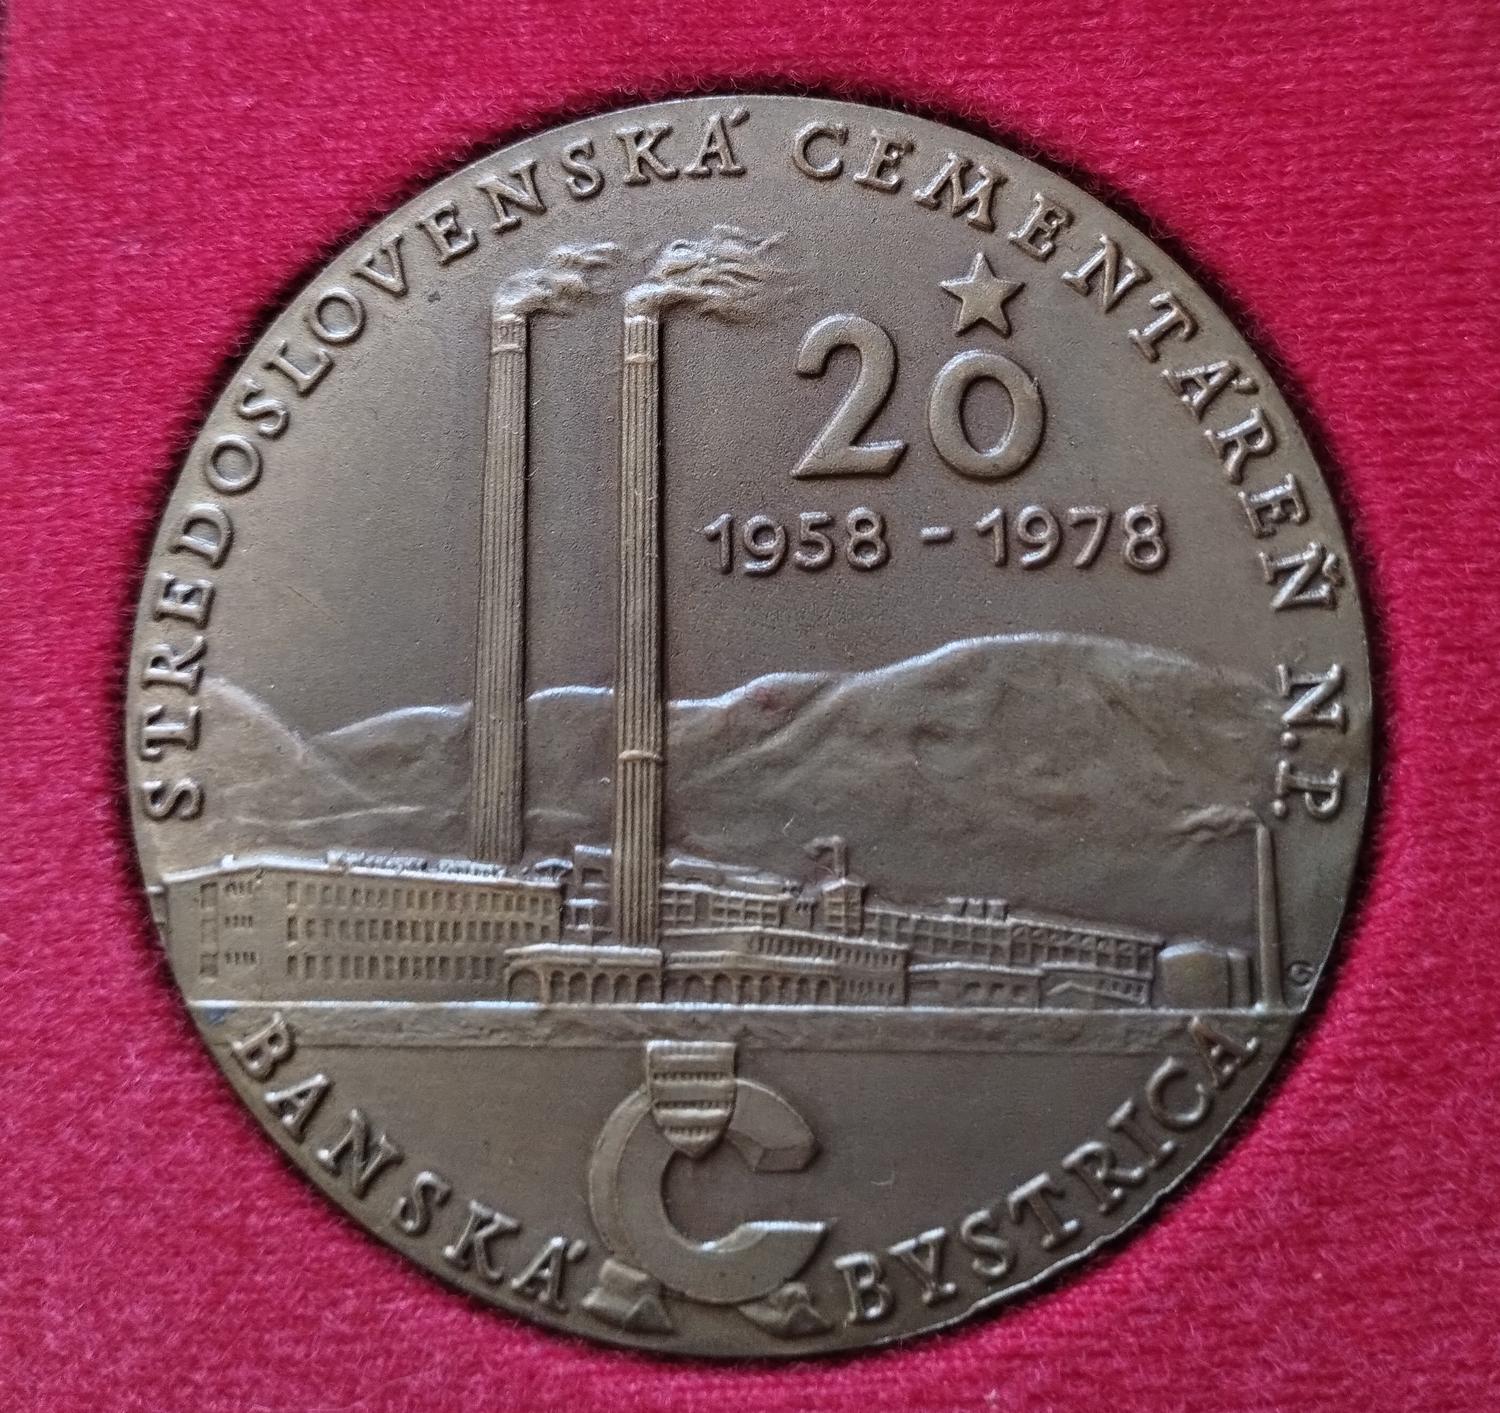 STREDOSLOVENSKÁ CEMENTÁREŇ N.P.
20
1958 - 1978
BANSKÁ BYSTRICA